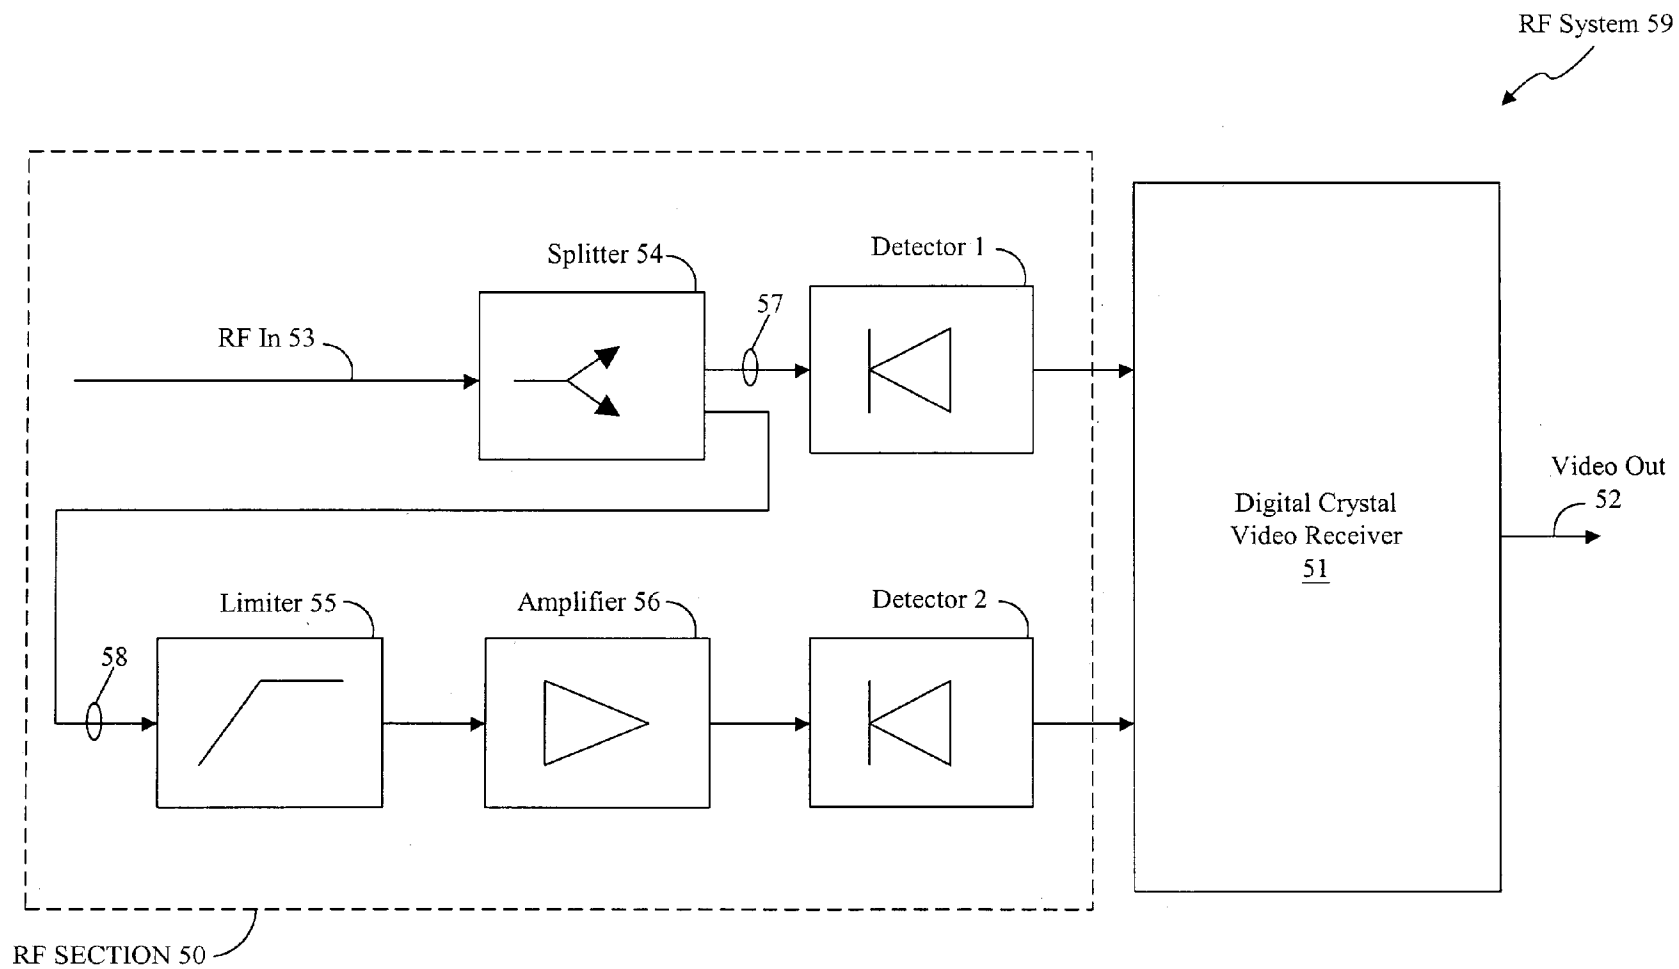 RF System 59
Splitter 54
Detector 1
57
RF In 53
Video Out
52
Digital Crystal
Video Receiver
51
Limiter 55
Amplifier 56
Detector 2
58
RF SECTION 50